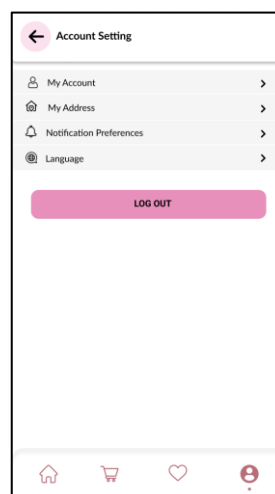 Account Setting
My Account
My Address
Notification Preferences
Language
LOG OUT